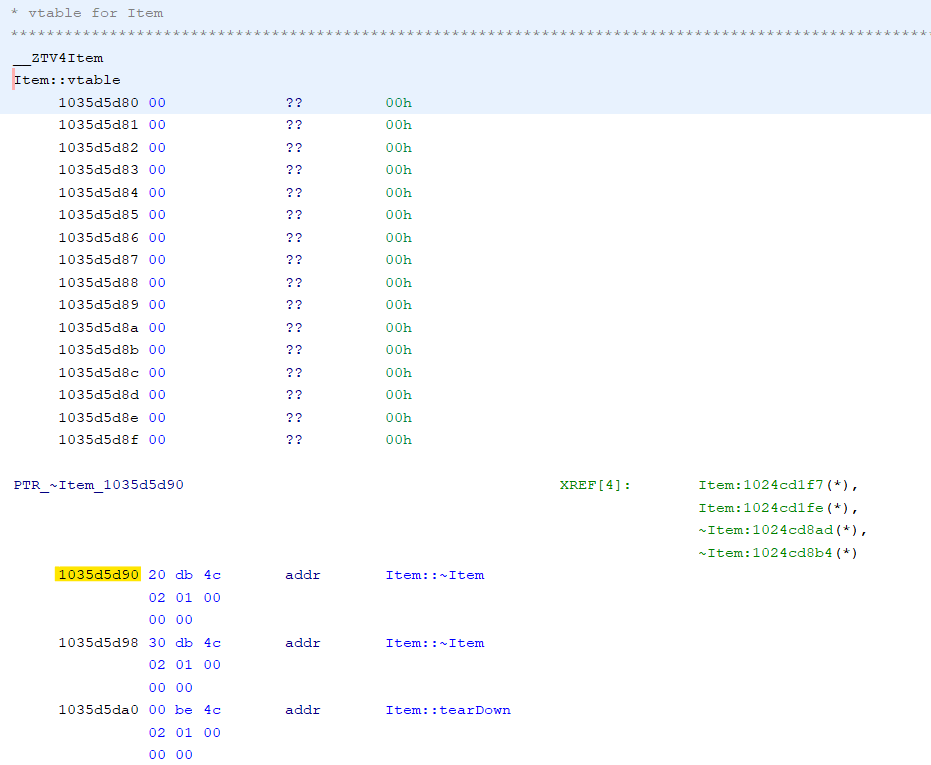 * vtable for Item
********************************************************************************************************
__ZTV4Item
Item::vtable
1035d5d80 00 ?? 00h
1035d5d81 00 ?? 00h
1035d5d82 00 ?? 00h
1035d5d83 00 ?? 00h
1035d5d84 00 ?? 00h
1035d5d85 00 ?? 00h
1035d5d86 00 ?? 00h
1035d5d87 00 ?? 00h
1035d5d88 00 ?? 00h
1035d5d89 00 ?? 00h
1035d5d8a 00 ?? 00h
1035d5d8b 00 ?? 00h
1035d5d8c 00 ?? 00h
1035d5d8d 00 ?? 00h
1035d5d8e 00 ?? 00h
1035d5d8f 00 ?? 00h
PTR_~Item_1035d5d90 XREF[4]: Item:1024cd1f7(*),
Item:1024cd1fe(*),
~Item:1024cd8ad(*),
~Item:1024cd8b4(*)
1035d5d90 20 db 4c addr Item::~Item
02 01 00
00 00
1035d5d98 30 db 4c addr Item::~Item
02 01 00
00 00
1035d5da0 00 be 4c addr Item::tearDown
02 01 00
00 00